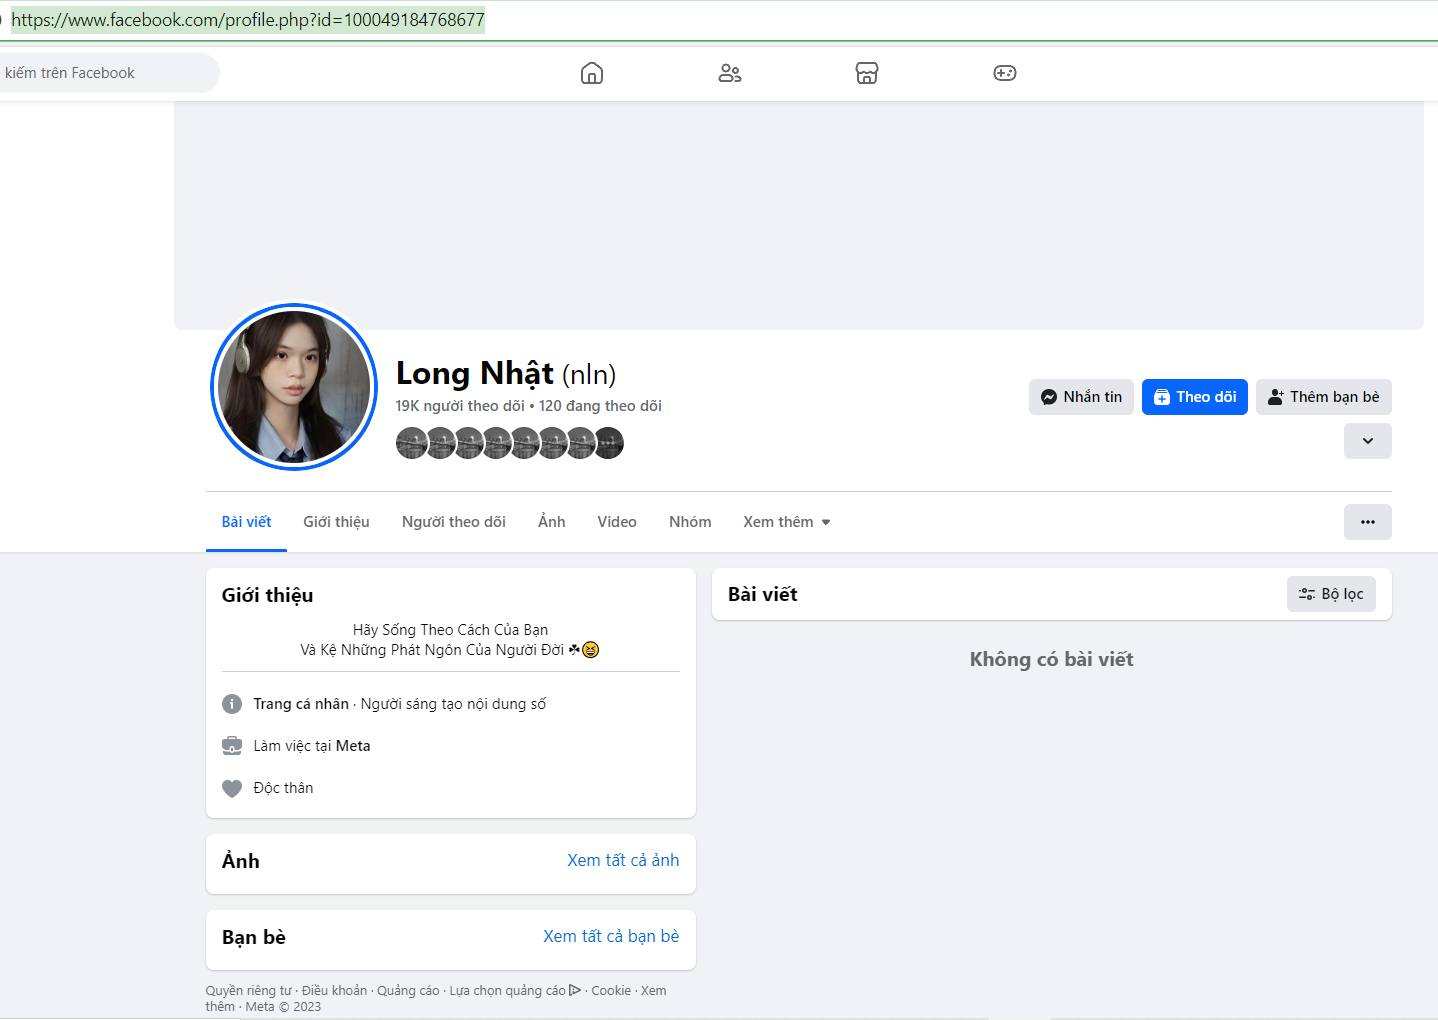 https://www.facebook.com/profile.php?id=100049184768677
kiếm trên Facebook
Long Nhật (nln)
19K người theo dõi • 120 đang theo dõi
Nhắn tin
Theo dõi
Thêm bạn bè
Bài viết
Giới thiệu
Người theo dõi
Ảnh
Video
Nhóm
Xem thêm
Giới thiệu
Hãy Sống Theo Cách Của Bạn
Và Kệ Những Phát Ngôn Của Người Đời ☘😆
Trang cá nhân · Người sáng tạo nội dung số
Làm việc tại Meta
Độc thân
Ảnh
Xem tất cả ảnh
Bạn bè
Xem tất cả bạn bè
Quyền riêng tư · Điều khoản · Quảng cáo · Lựa chọn quảng cáo · Cookie · Xem
thêm · Meta © 2023
Bài viết
Bộ lọc
Không có bài viết